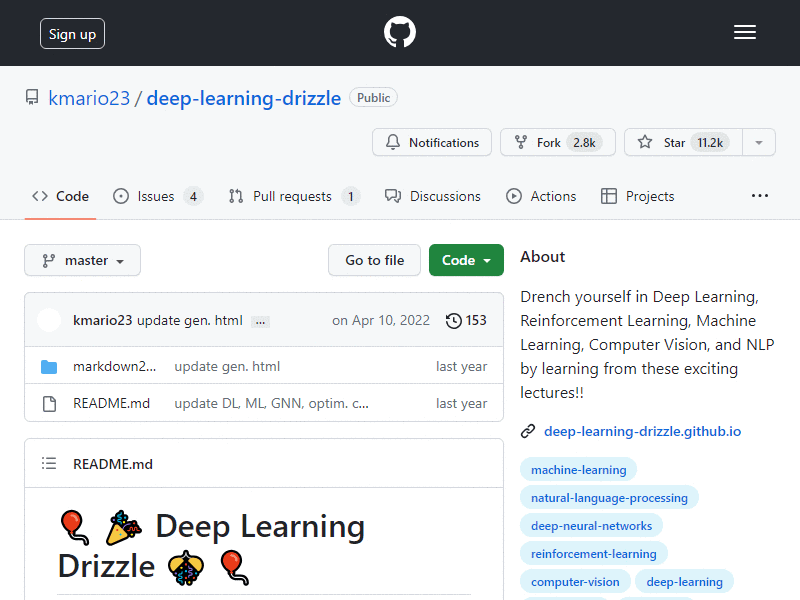 Sign up
kmario23 / deep-learning-drizzle Public
Notifications Fork 2.8k Star 11.2k
Code Issues 4 Pull requests 1 Discussions Actions Projects ...
master Go to file Code
kmario23 update gen. html ... on Apr 10, 2022 153
markdown2... update gen. html last year
README.md update DL, ML, GNN, optim. c... last year
README.md
🎈 🎉 Deep Learning
Drizzle 🎊 🎈
About
Drench yourself in Deep Learning,
Reinforcement Learning, Machine
Learning, Computer Vision, and NLP
by learning from these exciting
lectures!!
deep-learning-drizzle.github.io
machine-learning
natural-language-processing
deep-neural-networks
reinforcement-learning
computer-vision deep-learning